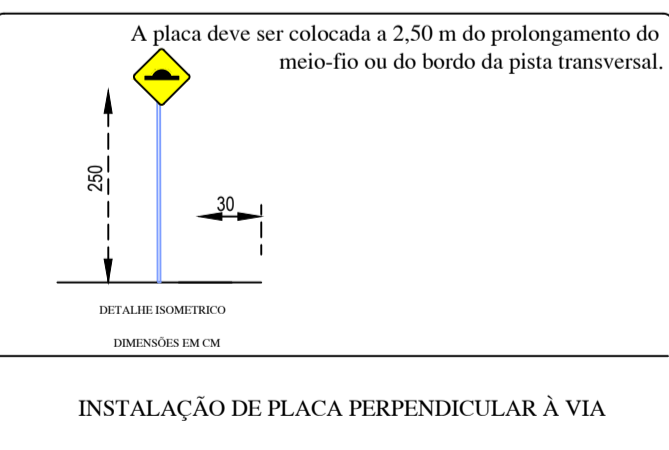 A placa deve ser colocada a 2,50 m do prolongamento do
meio-fio ou do bordo da pista transversal.
250
30
DETALHE ISOMETRICO
DIMENSÕES EM CM
INSTALAÇÃO DE PLACA PERPENDICULAR À VIA